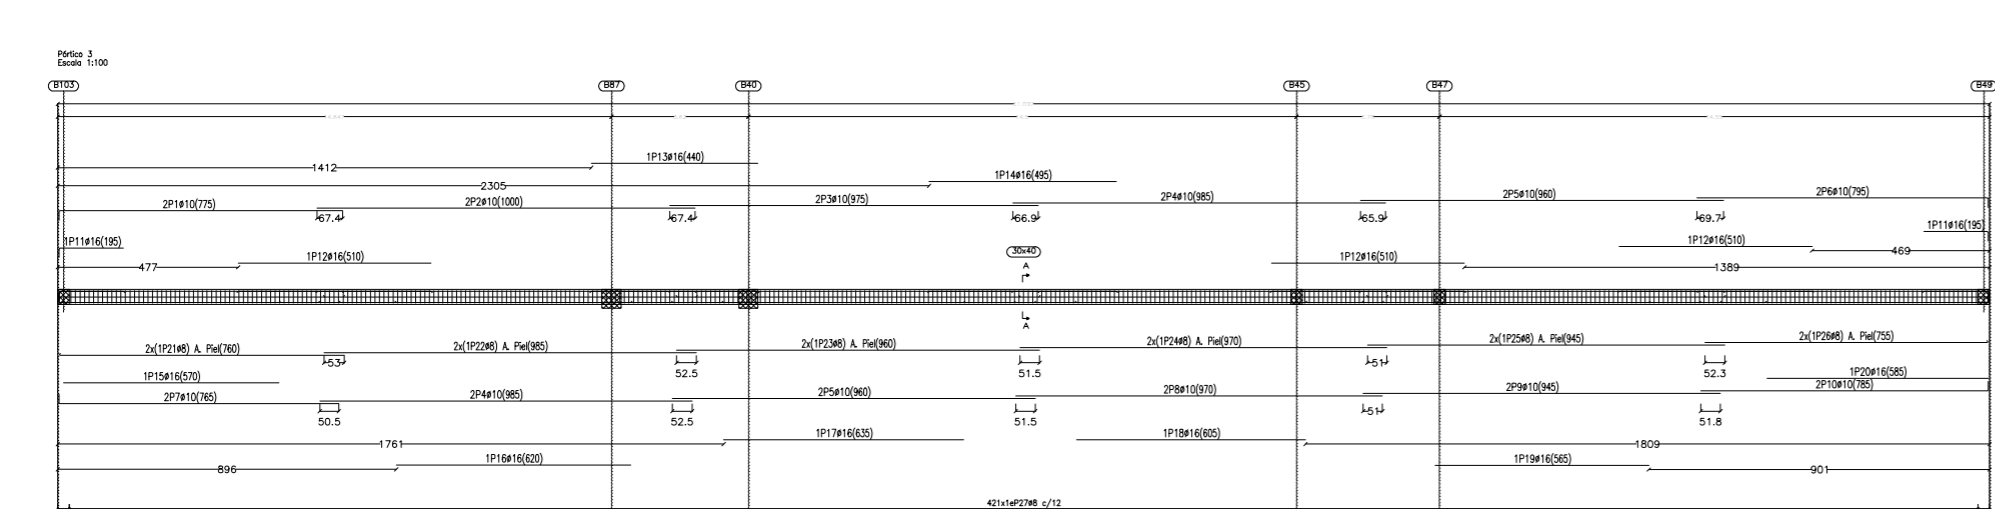 Pórtico 3
Escala 1:100
B103 B87 B40 B45 B47 B49
1P13ø16(440)
1412
1P14ø16(495)
2305
2P1ø10(775) 2P2ø10(1000) 2P3ø10(975) 2P4ø10(985) 2P5ø10(960) 2P6ø10(795)
67.4 67.4 66.9 65.9 69.7
1P11ø16(195) 1P12ø16(510) 1P11ø16(195)
30x40
477 1P12ø16(510) 1P12ø16(510) 1389 469
A
A
2x(1P21ø8) A. Piel(760) 2x(1P22ø8) A. Piel(985) 2x(1P23ø8) A. Piel(960) 2x(1P24ø8) A. Piel(970) 2x(1P25ø8) A. Piel(945) 2x(1P26ø8) A. Piel(755)
53 52.5 51.5 51 52.3
1P15ø16(570) 1P20ø16(585)
2P7ø10(765) 2P4ø10(985) 2P5ø10(960) 2P8ø10(970) 2P9ø10(945) 2P10ø10(785)
50.5 52.5 51.5 51 51.8
1P17ø16(635) 1P18ø16(605)
1761 1809
1P16ø16(620) 1P19ø16(565)
896 901
421x1eP27ø8 c/12